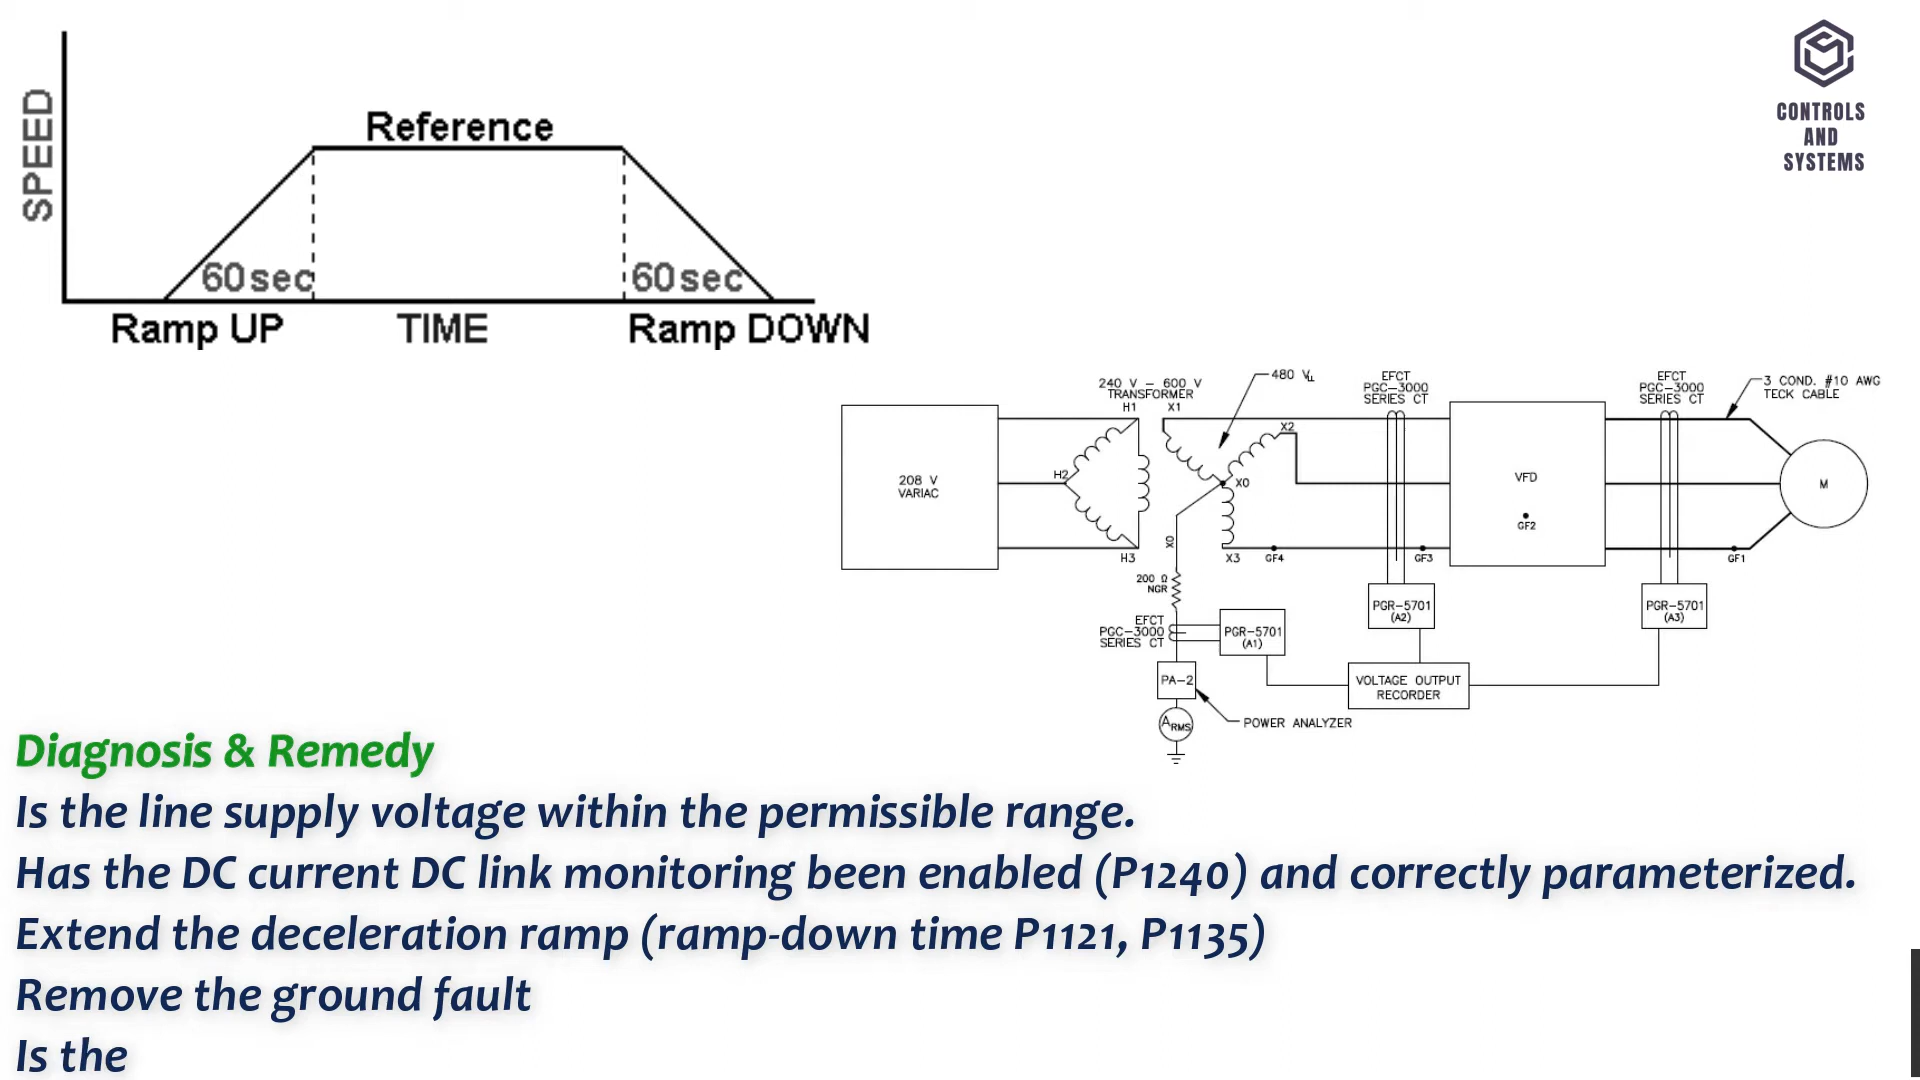 SPEED
Reference
60 sec
60 sec
Ramp UP
TIME
Ramp DOWN
CONTROLS
AND
SYSTEMS
240 V – 600 V
TRANSFORMER
H1
X1
480 VLL
EFCT
PGC–3000
SERIES CT
EFCT
PGC–3000
SERIES CT
3 COND. #10 AWG
TECK CABLE
208 V
VARIAC
H2
H3
X2
X0
X0
X3
GF4
GF3
VFD
GF2
M
GF1
200 Ω
NGR
EFCT
PGC–3000
SERIES CT
PGR–5701
(A1)
PGR–5701
(A2)
PGR–5701
(A3)
PA–2
VOLTAGE OUTPUT
RECORDER
ARMS
POWER ANALYZER
Diagnosis & Remedy
Is the line supply voltage within the permissible range.
Has the DC current DC link monitoring been enabled (P1240) and correctly parameterized.
Extend the deceleration ramp (ramp-down time P1121, P1135)
Remove the ground fault
Is the